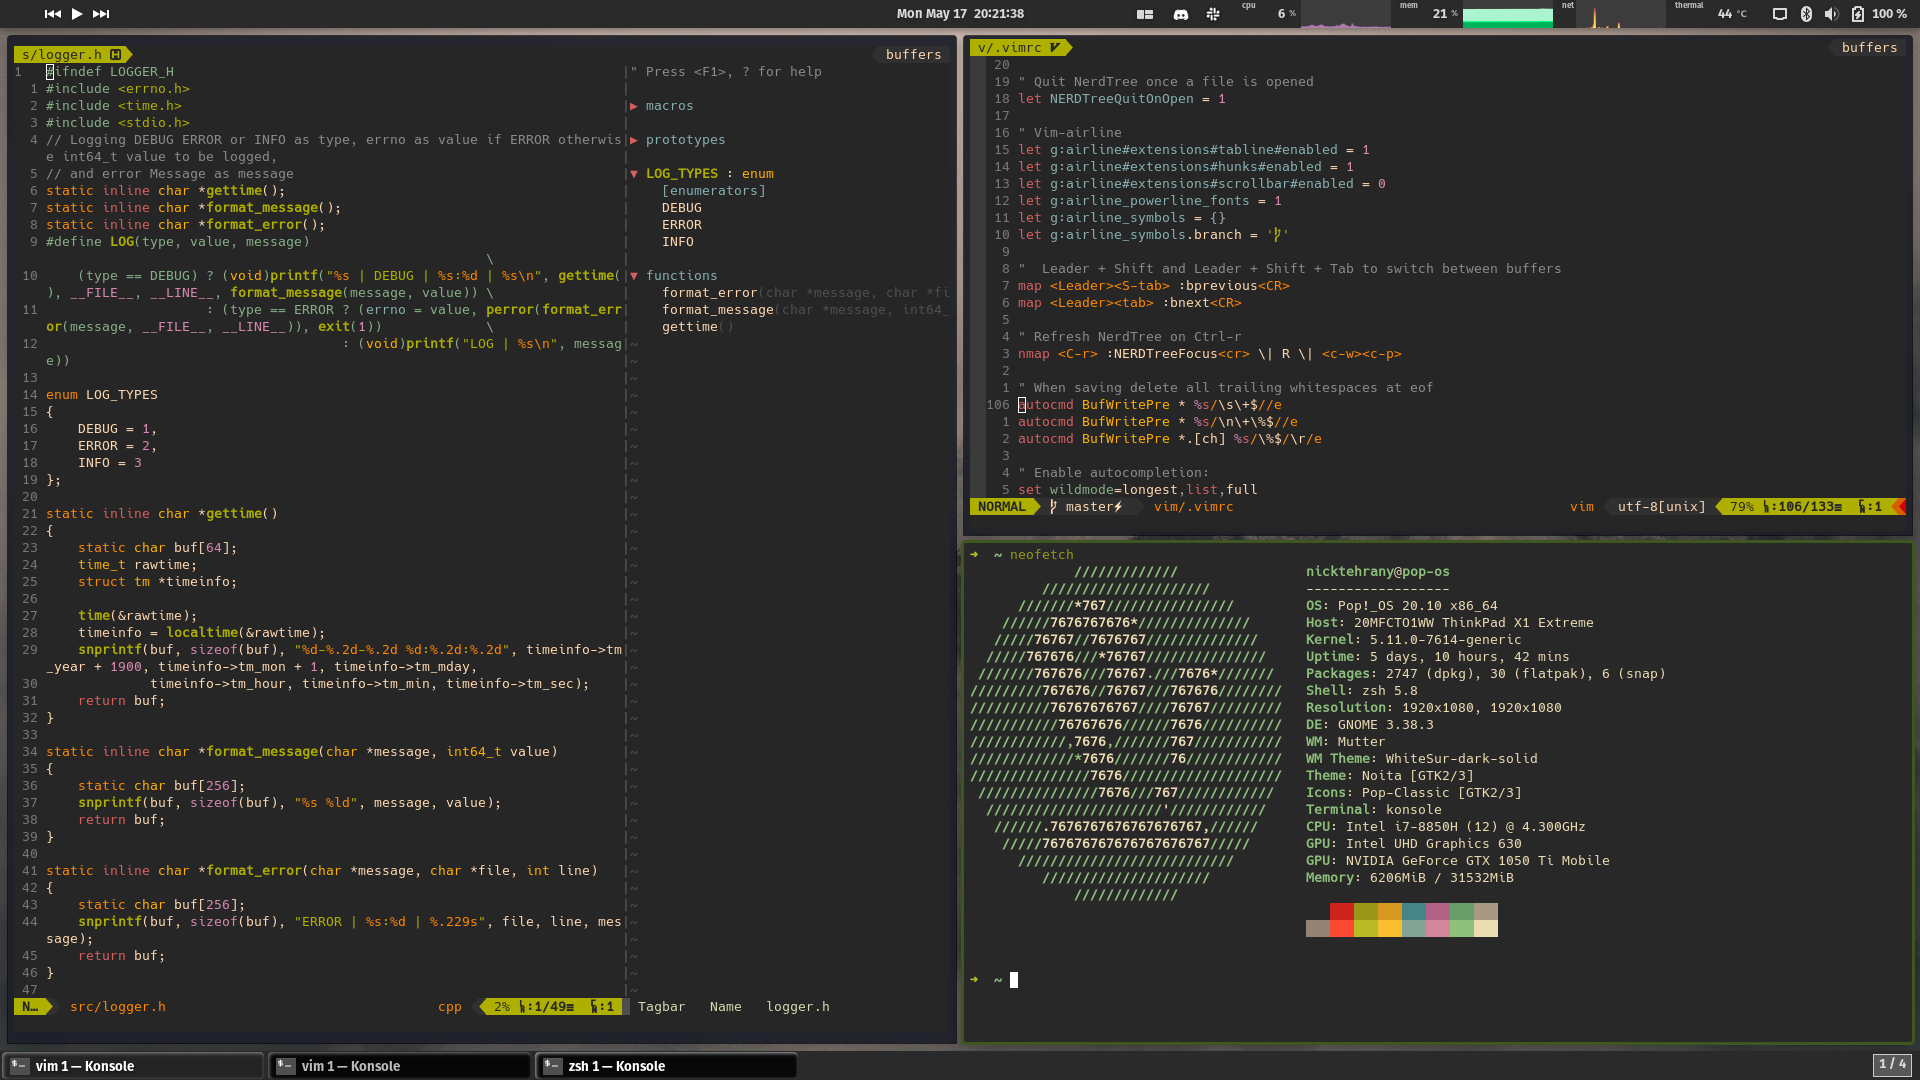 Mon May 17  20:21:38
cpu 6 % mem 21 % net thermal 44 °C 100 %
s/logger.h buffers
1 #ifndef LOGGER_H
1 #include <errno.h>
2 #include <time.h>
3 #include <stdio.h>
4 // Logging DEBUG ERROR or INFO as type, errno as value if ERROR otherwis
e int64_t value to be logged,
5 // and error Message as message
6 static inline char *gettime();
7 static inline char *format_message();
8 static inline char *format_error();
9 #define LOG(type, value, message)
\
10     (type == DEBUG) ? (void)printf("%s | DEBUG | %s:%d | %s\n", gettime(
), __FILE__, __LINE__, format_message(message, value)) \
11                     : (type == ERROR ? (errno = value, perror(format_err
or(message, __FILE__, __LINE__)), exit(1))             \
12                                      : (void)printf("LOG | %s\n", messag
e))
13
14 enum LOG_TYPES
15 {
16     DEBUG = 1,
17     ERROR = 2,
18     INFO = 3
19 };
20
21 static inline char *gettime()
22 {
23     static char buf[64];
24     time_t rawtime;
25     struct tm *timeinfo;
26
27     time(&rawtime);
28     timeinfo = localtime(&rawtime);
29     snprintf(buf, sizeof(buf), "%d-%.2d-%.2d %d:%.2d:%.2d", timeinfo->tm
_year + 1900, timeinfo->tm_mon + 1, timeinfo->tm_mday,
30              timeinfo->tm_hour, timeinfo->tm_min, timeinfo->tm_sec);
31     return buf;
32 }
33
34 static inline char *format_message(char *message, int64_t value)
35 {
36     static char buf[256];
37     snprintf(buf, sizeof(buf), "%s %ld", message, value);
38     return buf;
39 }
40
41 static inline char *format_error(char *message, char *file, int line)
42 {
43     static char buf[256];
44     snprintf(buf, sizeof(buf), "ERROR | %s:%d | %.229s", file, line, mes
sage);
45     return buf;
46 }
47
N… src/logger.h cpp 2% :1/49≡ :1
" Press <F1>, ? for help
▶ macros
▶ prototypes
▼ LOG_TYPES : enum
[enumerators]
DEBUG
ERROR
INFO
▼ functions
format_error(char *message, char *fi
format_message(char *message, int64_
gettime()
Tagbar   Name   logger.h
v/.vimrc buffers
20
19 " Quit NerdTree once a file is opened
18 let NERDTreeQuitOnOpen = 1
17
16 " Vim-airline
15 let g:airline#extensions#tabline#enabled = 1
14 let g:airline#extensions#hunks#enabled = 1
13 let g:airline#extensions#scrollbar#enabled = 0
12 let g:airline_powerline_fonts = 1
11 let g:airline_symbols = {}
10 let g:airline_symbols.branch = ''
9
8 "  Leader + Shift and Leader + Shift + Tab to switch between buffers
7 map <Leader><S-tab> :bprevious<CR>
6 map <Leader><tab> :bnext<CR>
5
4 " Refresh NerdTree on Ctrl-r
3 nmap <C-r> :NERDTreeFocus<cr> \| R \| <c-w><c-p>
2
1 " When saving delete all trailing whitespaces at eof
106 autocmd BufWritePre * %s/\s\+$//e
1 autocmd BufWritePre * %s/\n\+\%$//e
2 autocmd BufWritePre *.[ch] %s/\%$/\r/e
3
4 " Enable autocompletion:
5 set wildmode=longest,list,full
NORMAL master⚡ vim/.vimrc vim utf-8[unix] 79% :106/133≡ :1
➜  ~ neofetch
/////////////
/////////////////////
///////*767////////////////
//////7676767676*//////////////
/////76767//7676767//////////////
/////767676///*76767///////////////
///////767676///76767.///7676*///////
/////////767676//76767///767676////////
//////////76767676767////76767/////////
///////////76767676//////7676//////////
////////////,7676,///////767///////////
/////////////*7676///////76////////////
///////////////7676////////////////////
///////////////7676///767////////////
//////////////////////'////////////
//////.7676767676767676767,//////
/////767676767676767676767/////
///////////////////////////
/////////////////////
/////////////
nicktehrany@pop-os
------------------
OS: Pop!_OS 20.10 x86_64
Host: 20MFCTO1WW ThinkPad X1 Extreme
Kernel: 5.11.0-7614-generic
Uptime: 5 days, 10 hours, 42 mins
Packages: 2747 (dpkg), 30 (flatpak), 6 (snap)
Shell: zsh 5.8
Resolution: 1920x1080, 1920x1080
DE: GNOME 3.38.3
WM: Mutter
WM Theme: WhiteSur-dark-solid
Theme: Noita [GTK2/3]
Icons: Pop-Classic [GTK2/3]
Terminal: konsole
CPU: Intel i7-8850H (12) @ 4.300GHz
GPU: Intel UHD Graphics 630
GPU: NVIDIA GeForce GTX 1050 Ti Mobile
Memory: 6206MiB / 31532MiB
➜  ~
vim 1 — Konsole
vim 1 — Konsole
zsh 1 — Konsole
1 / 4